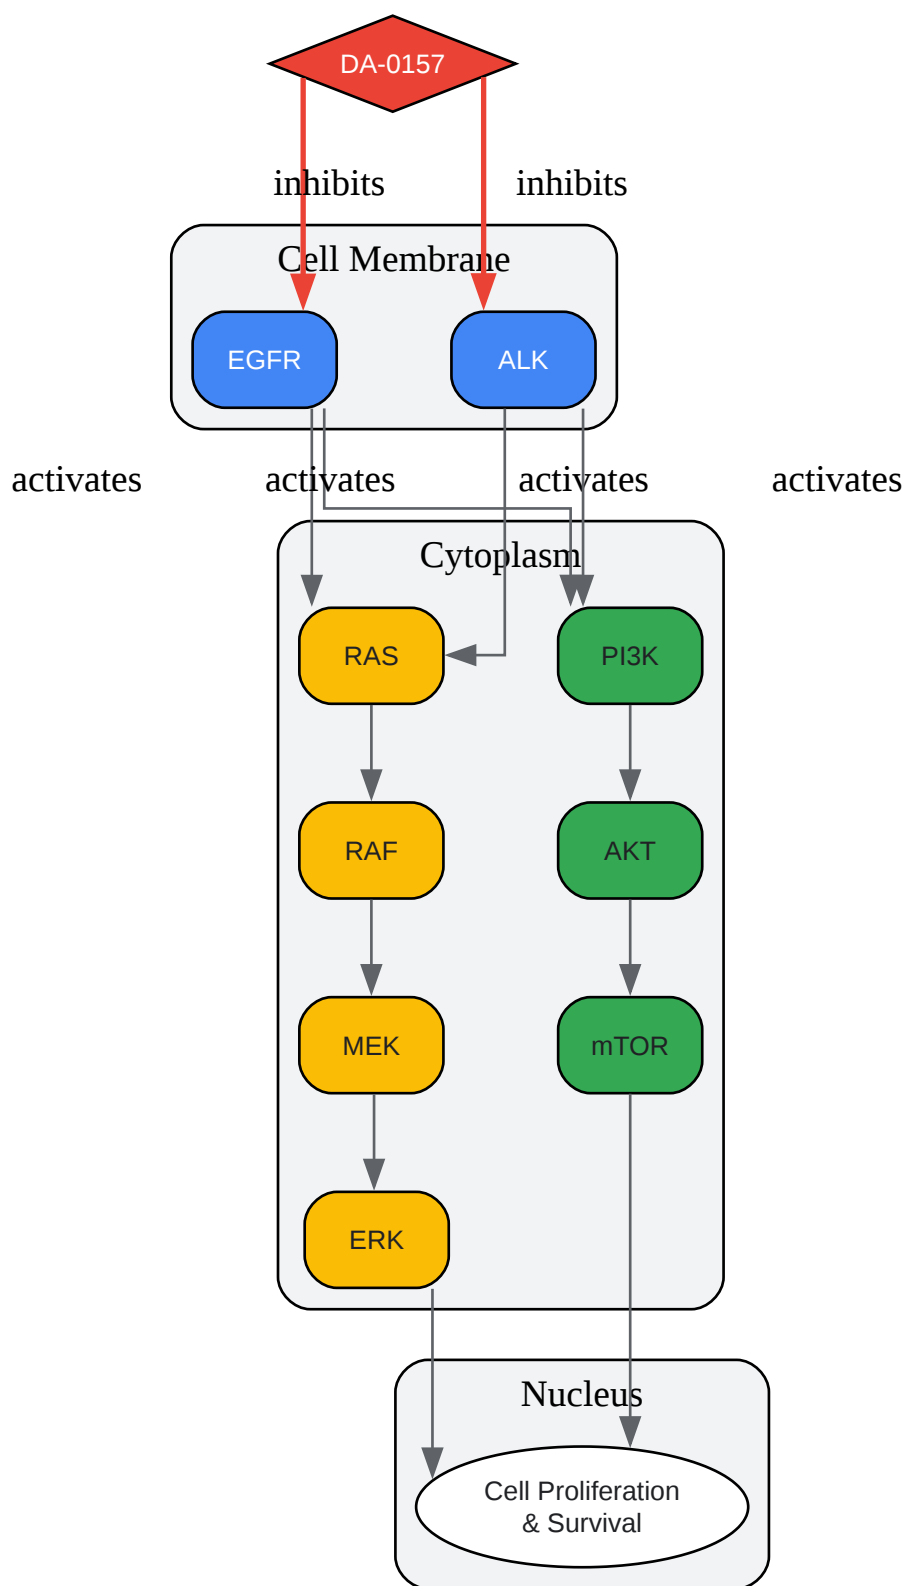 DA-0157
inhibits
inhibits
Cell Membrane
EGFR
ALK
activates
activates
activates
activates
Cytoplasm
RAS
PI3K
RAF
AKT
MEK
mTOR
ERK
Nucleus
Cell Proliferation
& Survival